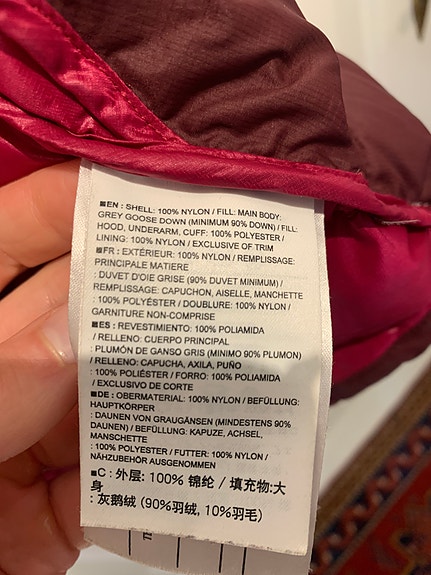 ■EN : SHELL: 100% NYLON / FILL: MAIN BODY:
GREY GOOSE DOWN (MINIMUM 90% DOWN) / FILL:
HOOD, UNDERARM, CUFF: 100% POLYESTER /
LINING: 100% NYLON / EXCLUSIVE OF TRIM
■FR : EXTÉRIEUR: 100% NYLON / REMPLISSAGE:
PRINCIPALE MATIERE
: DUVET D'OIE GRISE (90% DUVET MINIMUM) /
REMPLISSAGE: CAPUCHON, AISELLE, MANCHETTE
: 100% POLYÉSTER / DOUBLURE: 100% NYLON /
GARNITURE NON-COMPRISE
■ES : REVESTIMIENTO: 100% POLIAMIDA
/ RELLENO: CUERPO PRINCIPAL
: PLUMÓN DE GANSO GRIS (MINIMO 90% PLUMON)
/ RELLENO: CAPUCHA, AXILA, PUÑO
: 100% POLIÉSTER / FORRO: 100% POLIAMIDA
/ EXCLUSIVO DE CORTE
■DE : OBERMATERIAL: 100% NYLON / BEFÜLLUNG:
HAUPTKÖRPER
: DAUNEN VON GRAUGÄNSEN (MINDESTENS 90%
DAUNEN) / BEFÜLLUNG: KAPUZE, ACHSEL,
MANSCHETTE
: 100% POLYESTER / FUTTER: 100% NYLON /
NÄHZUBEHÖR AUSGENOMMEN
■C : 外层: 100% 锦纶 / 填充物:大
身
: 灰鹅绒 (90%羽绒, 10%羽毛)